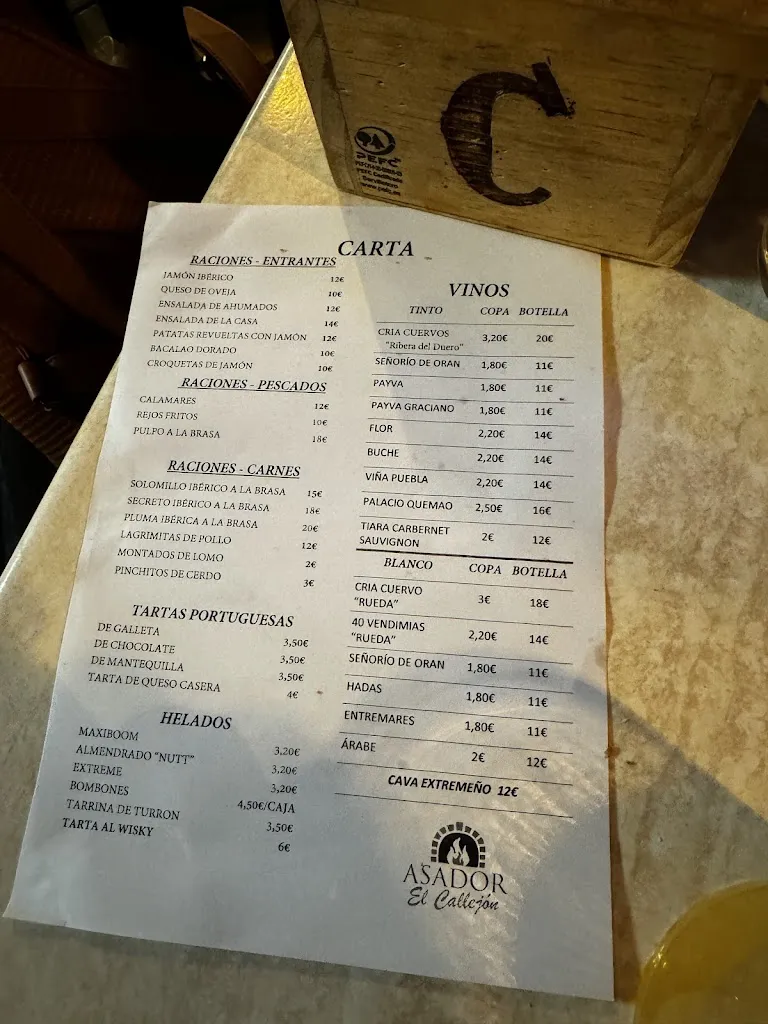 C
PEFC
PEFC Certificado
www.pefc.es
CARTA
RACIONES - ENTRANTES
JAMÓN IBÉRICO 12€
QUESO DE OVEJA 10€
ENSALADA DE AHUMADOS 12€
ENSALADA DE LA CASA 14€
PATATAS REVUELTAS CON JAMÓN 12€
BACALAO DORADO 10€
CROQUETAS DE JAMÓN 10€
RACIONES - PESCADOS
CALAMARES 12€
REJOS FRITOS 10€
PULPO A LA BRASA 18€
RACIONES - CARNES
SOLOMILLO IBÉRICO A LA BRASA 15€
SECRETO IBÉRICO A LA BRASA 18€
PLUMA IBÉRICA A LA BRASA 20€
LAGRIMITAS DE POLLO 12€
MONTADOS DE LOMO 2€
PINCHITOS DE CERDO 3€
TARTAS PORTUGUESAS
DE GALLETA 3,50€
DE CHOCOLATE 3,50€
DE MANTEQUILLA 3,50€
TARTA DE QUESO CASERA 4€
HELADOS
MAXIBOOM 3,20€
ALMENDRADO "NUTT" 3,20€
EXTREME 3,20€
BOMBONES 4,50€/CAJA
TARRINA DE TURRON 3,50€
TARTA AL WISKY 6€
VINOS
TINTO COPA BOTELLA
CRIA CUERVOS 3,20€ 20€
"Ribera del Duero"
SEÑORÍO DE ORAN 1,80€ 11€
PAYVA 1,80€ 11€
PAYVA GRACIANO 1,80€ 11€
FLOR 2,20€ 14€
BUCHE 2,20€ 14€
VIÑA PUEBLA 2,20€ 14€
PALACIO QUEMAO 2,50€ 16€
TIARA CARBERNET
SAUVIGNON 2€ 12€
BLANCO COPA BOTELLA
CRIA CUERVO
"RUEDA" 3€ 18€
40 VENDIMIAS
"RUEDA" 2,20€ 14€
SEÑORÍO DE ORAN 1,80€ 11€
HADAS 1,80€ 11€
ENTREMARES 1,80€ 11€
ÁRABE 2€ 12€
CAVA EXTREMEÑO 12€
ASADOR
El Callejón